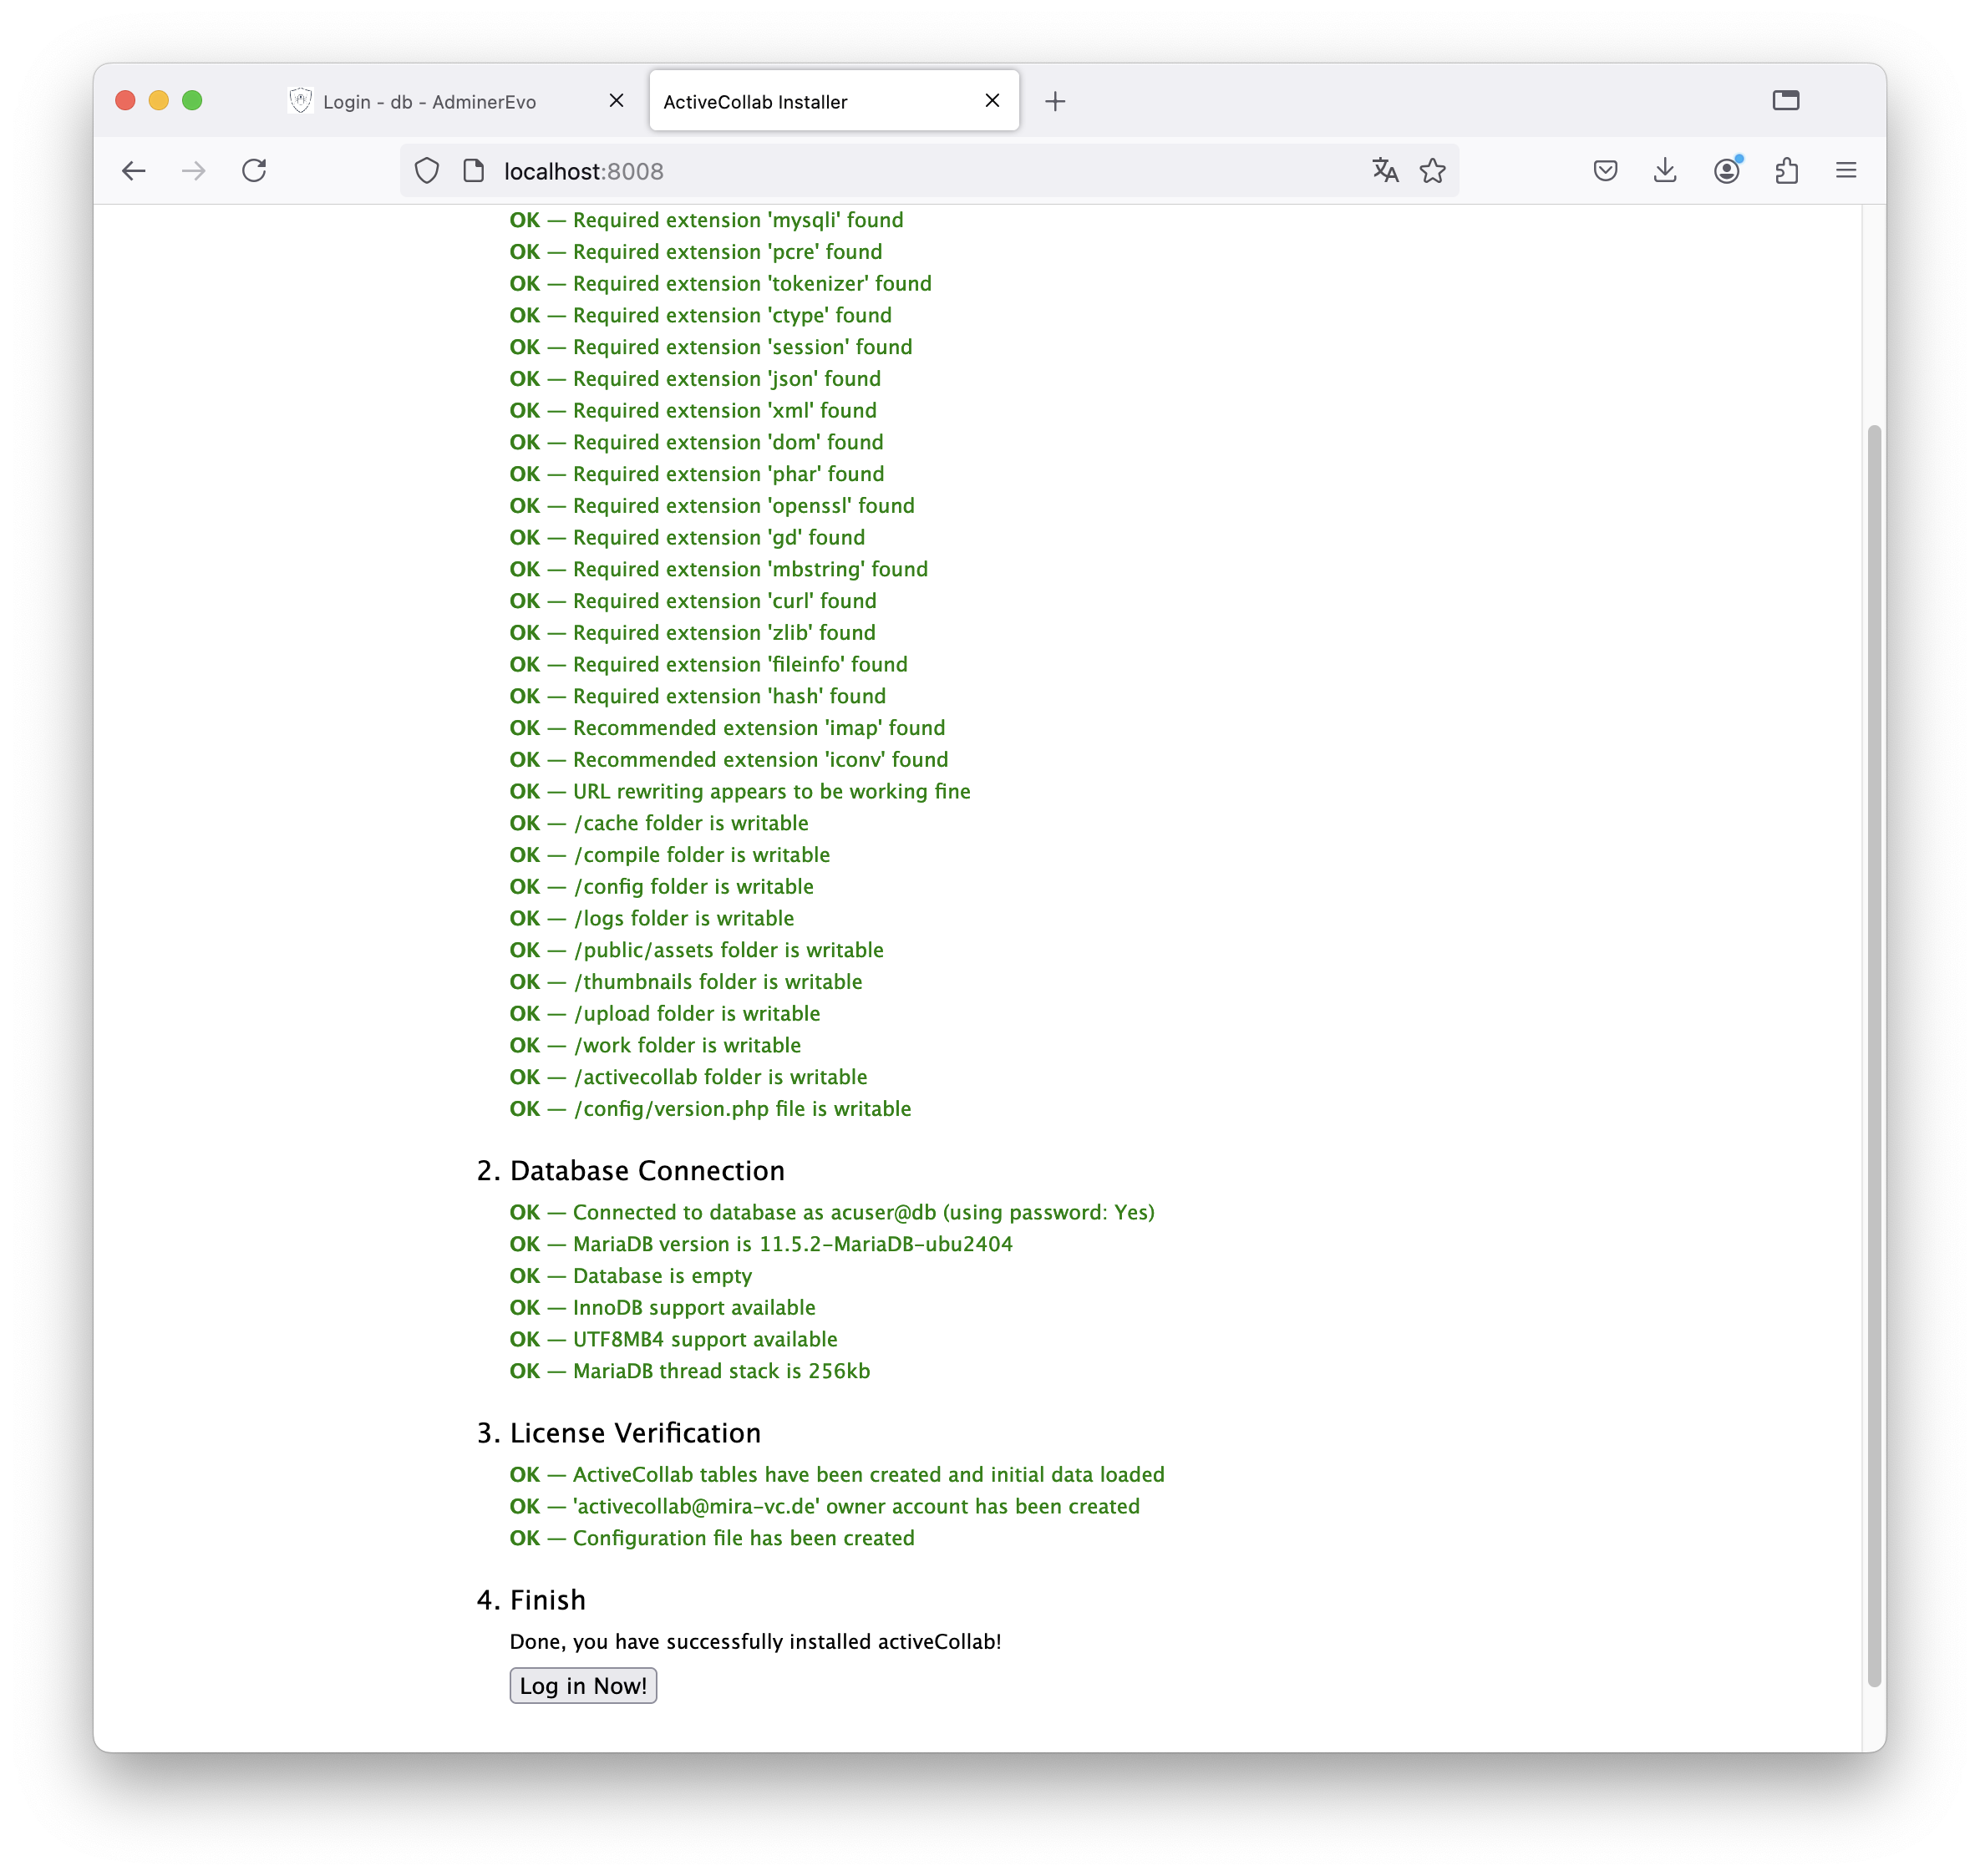 Login - db - AdminerEvo
ActiveCollab Installer
localhost:8008
OK — Required extension 'mysqli' found
OK — Required extension 'pcre' found
OK — Required extension 'tokenizer' found
OK — Required extension 'ctype' found
OK — Required extension 'session' found
OK — Required extension 'json' found
OK — Required extension 'xml' found
OK — Required extension 'dom' found
OK — Required extension 'phar' found
OK — Required extension 'openssl' found
OK — Required extension 'gd' found
OK — Required extension 'mbstring' found
OK — Required extension 'curl' found
OK — Required extension 'zlib' found
OK — Required extension 'fileinfo' found
OK — Required extension 'hash' found
OK — Recommended extension 'imap' found
OK — Recommended extension 'iconv' found
OK — URL rewriting appears to be working fine
OK — /cache folder is writable
OK — /compile folder is writable
OK — /config folder is writable
OK — /logs folder is writable
OK — /public/assets folder is writable
OK — /thumbnails folder is writable
OK — /upload folder is writable
OK — /work folder is writable
OK — /activecollab folder is writable
OK — /config/version.php file is writable
2. Database Connection
OK — Connected to database as acuser@db (using password: Yes)
OK — MariaDB version is 11.5.2-MariaDB-ubu2404
OK — Database is empty
OK — InnoDB support available
OK — UTF8MB4 support available
OK — MariaDB thread stack is 256kb
3. License Verification
OK — ActiveCollab tables have been created and initial data loaded
OK — 'activecollab@mira-vc.de' owner account has been created
OK — Configuration file has been created
4. Finish
Done, you have successfully installed activeCollab!
Log in Now!